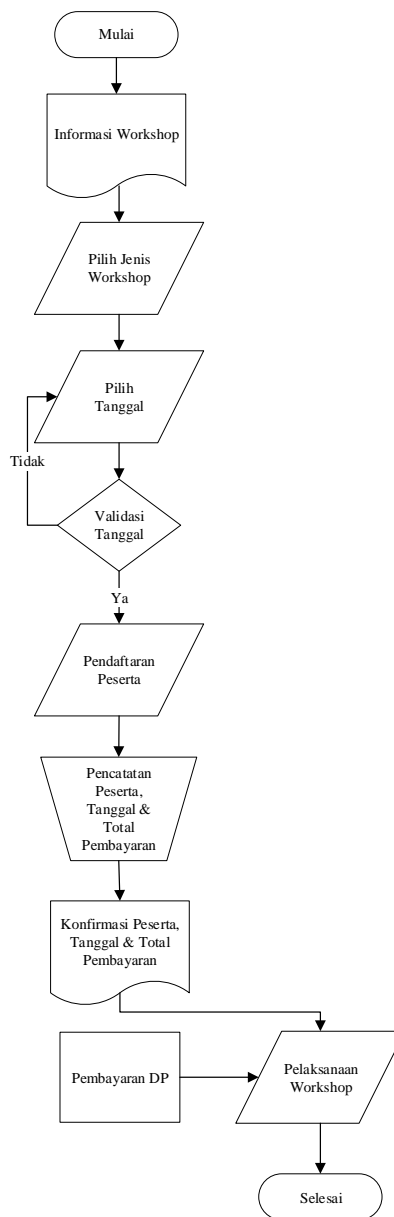 Mulai
Informasi Workshop
Pilih Jenis
Workshop
Pilih
Tanggal
Tidak
Validasi
Tanggal
Ya
Pendaftaran
Peserta
Pencatatan
Peserta,
Tanggal &
Total
Pembayaran
Konfirmasi Peserta,
Tanggal & Total
Pembayaran
Pembayaran DP
Pelaksanaan
Workshop
Selesai